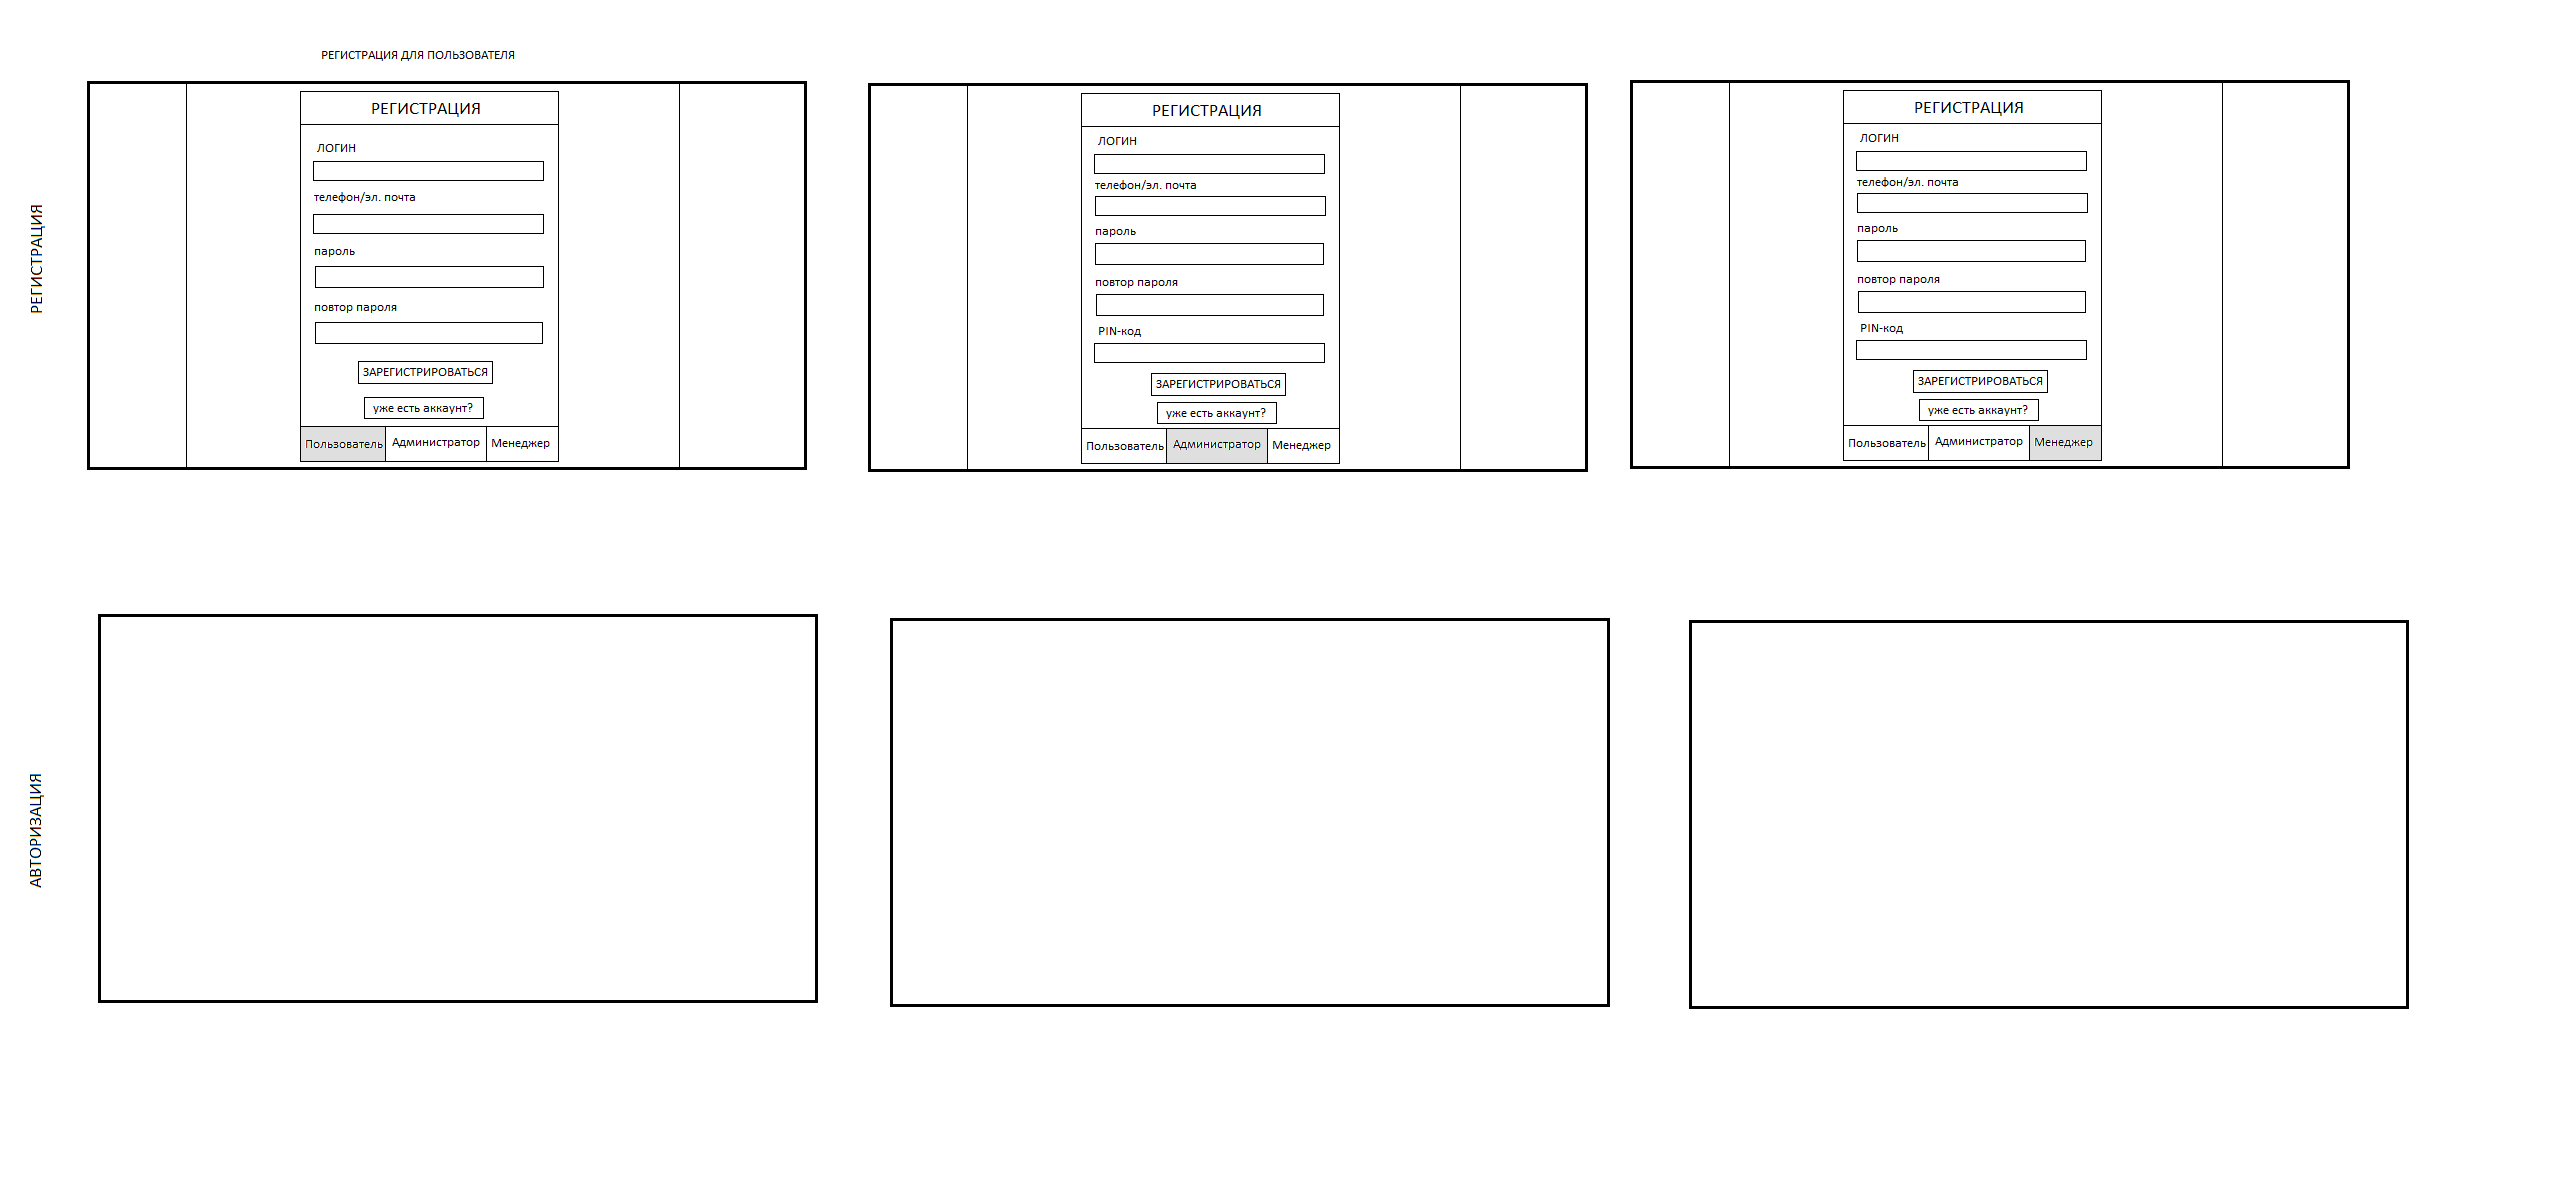 РЕГИСТРАЦИЯ ДЛЯ ПОЛЬЗОВАТЕЛЯ
РЕГИСТРАЦИЯ
РЕГИСТРАЦИЯ
ЛОГИН
телефон/эл. почта
пароль
повтор пароля
ЗАРЕГИСТРИРОВАТЬСЯ
уже есть аккаунт?
Пользователь Администратор Менеджер
РЕГИСТРАЦИЯ
ЛОГИН
телефон/эл. почта
пароль
повтор пароля
PIN-код
ЗАРЕГИСТРИРОВАТЬСЯ
уже есть аккаунт?
Пользователь Администратор Менеджер
РЕГИСТРАЦИЯ
ЛОГИН
телефон/эл. почта
пароль
повтор пароля
PIN-код
ЗАРЕГИСТРИРОВАТЬСЯ
уже есть аккаунт?
Пользователь Администратор Менеджер
АВТОРИЗАЦИЯ